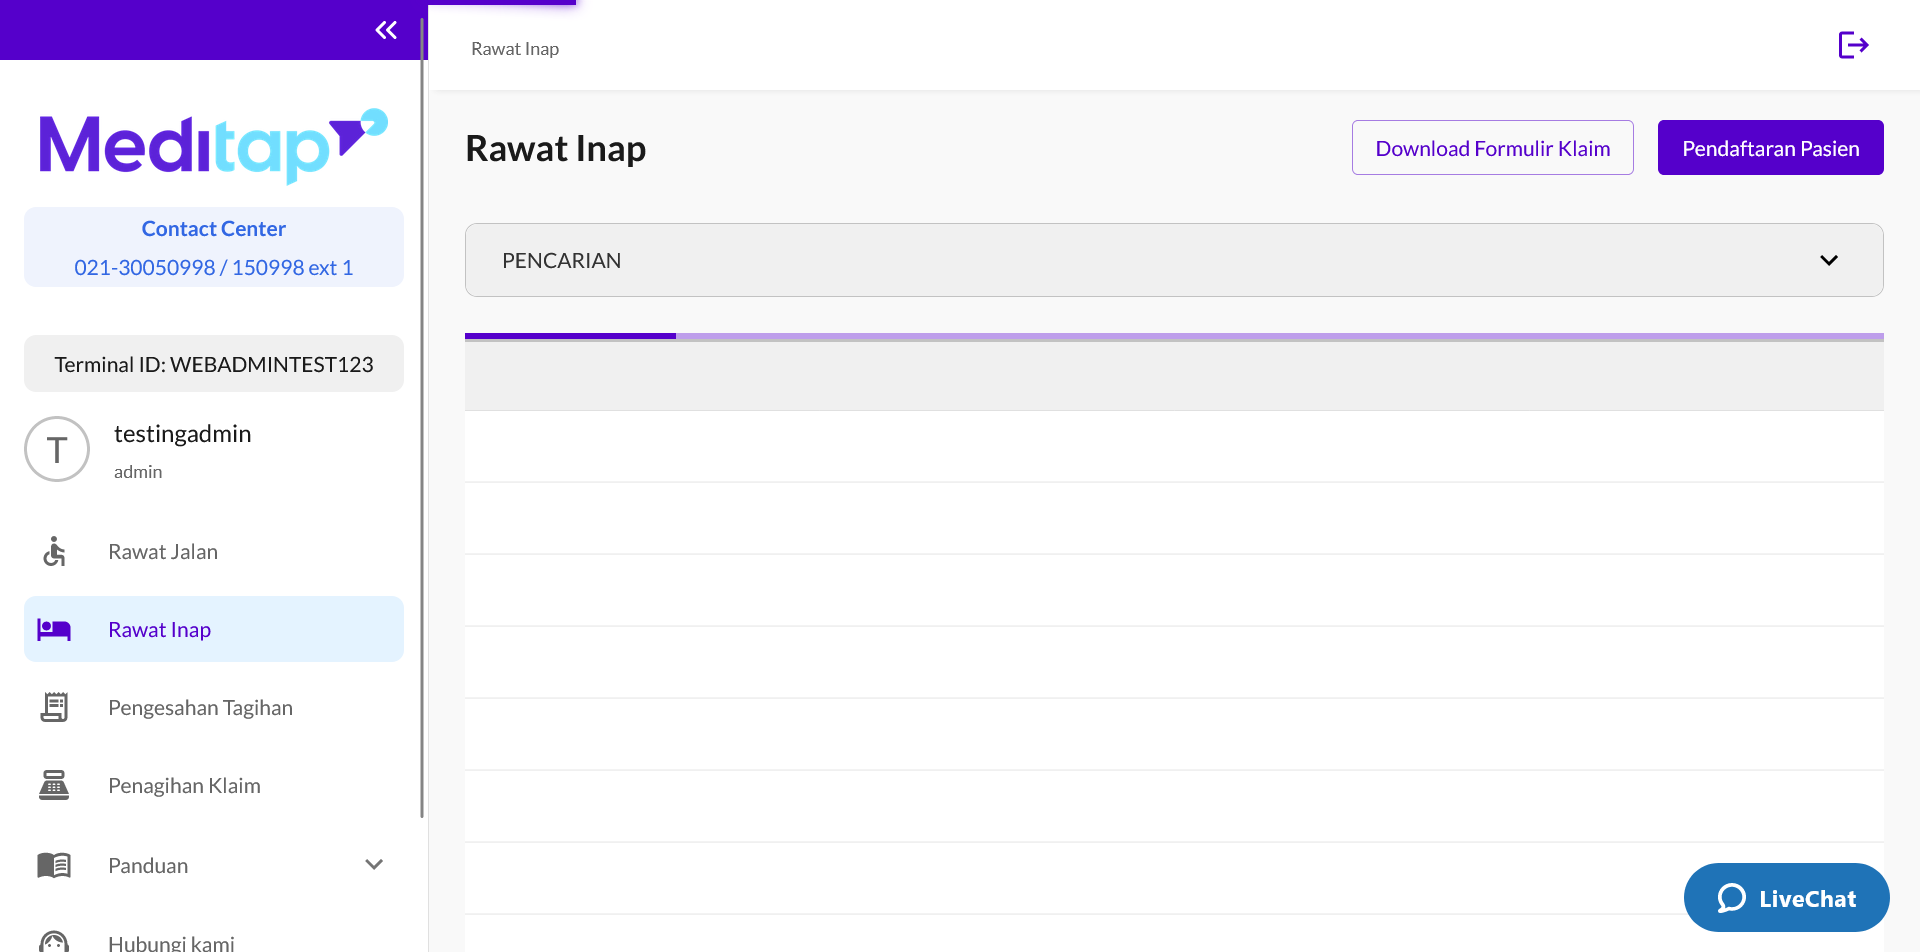 Meditap
Contact Center
021-30050998 / 150998 ext 1
Terminal ID: WEBADMINTEST123
T
testingadmin
admin
Rawat Jalan
Rawat Inap
Pengesahan Tagihan
Penagihan Klaim
Panduan
Hubungi kami
Rawat Inap
Rawat Inap
Download Formulir Klaim
Pendaftaran Pasien
PENCARIAN
LiveChat